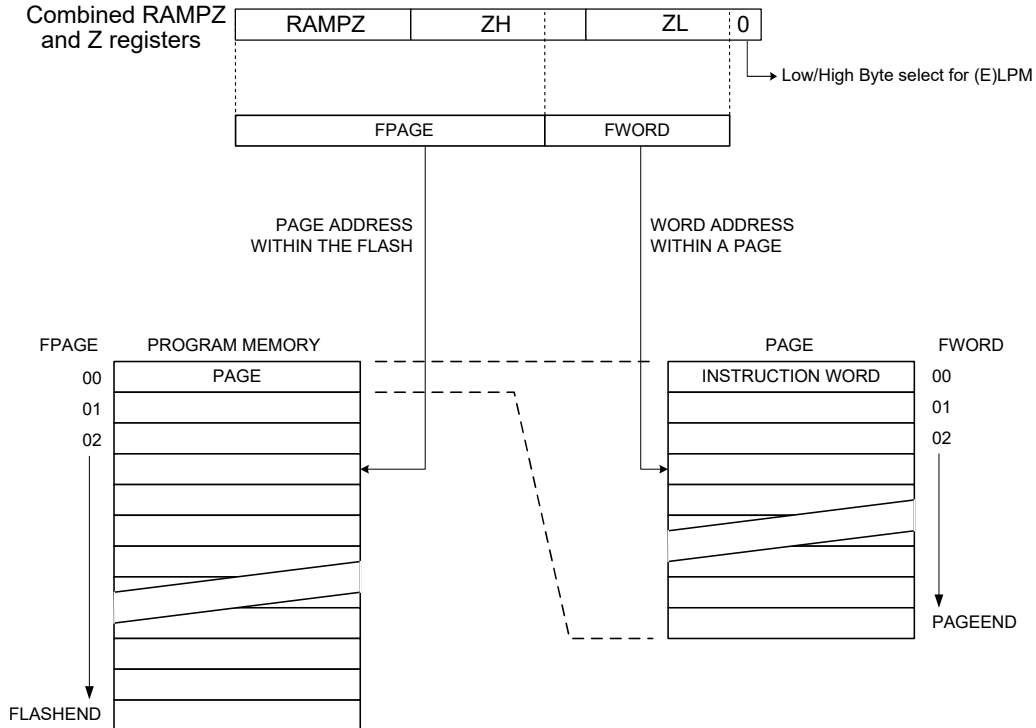 Combined RAMPZ
and Z registers
RAMPZ
ZH
ZL
0
Low/High Byte select for (E)LPM
FPAGE
FWORD
PAGE ADDRESS
WITHIN THE FLASH
WORD ADDRESS
WITHIN A PAGE
FPAGE
PROGRAM MEMORY
00
PAGE
01
02
FLASHEND
PAGE
FWORD
INSTRUCTION WORD
00
01
02
PAGEEND